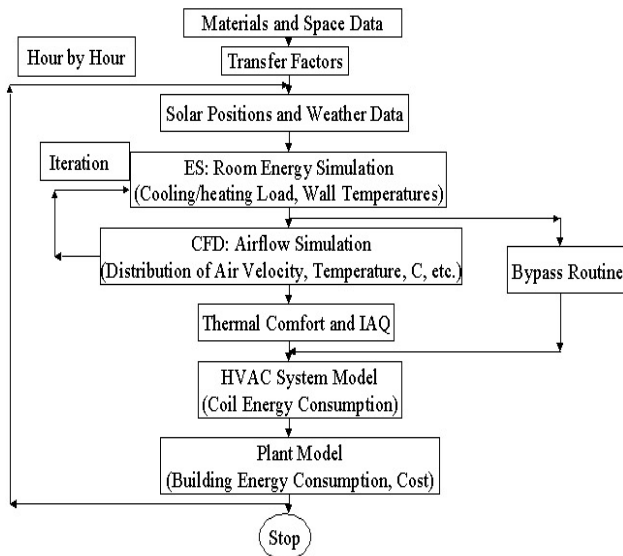 Materials and Space Data
Hour by Hour
Transfer Factors
Solar Positions and Weather Data
Iteration
ES: Room Energy Simulation
(Cooling/heating Load, Wall Temperatures)
CFD: Airflow Simulation
(Distribution of Air Velocity, Temperature, C, etc.)
Bypass Routine
Thermal Comfort and IAQ
HVAC System Model
(Coil Energy Consumption)
Plant Model
(Building Energy Consumption, Cost)
Stop